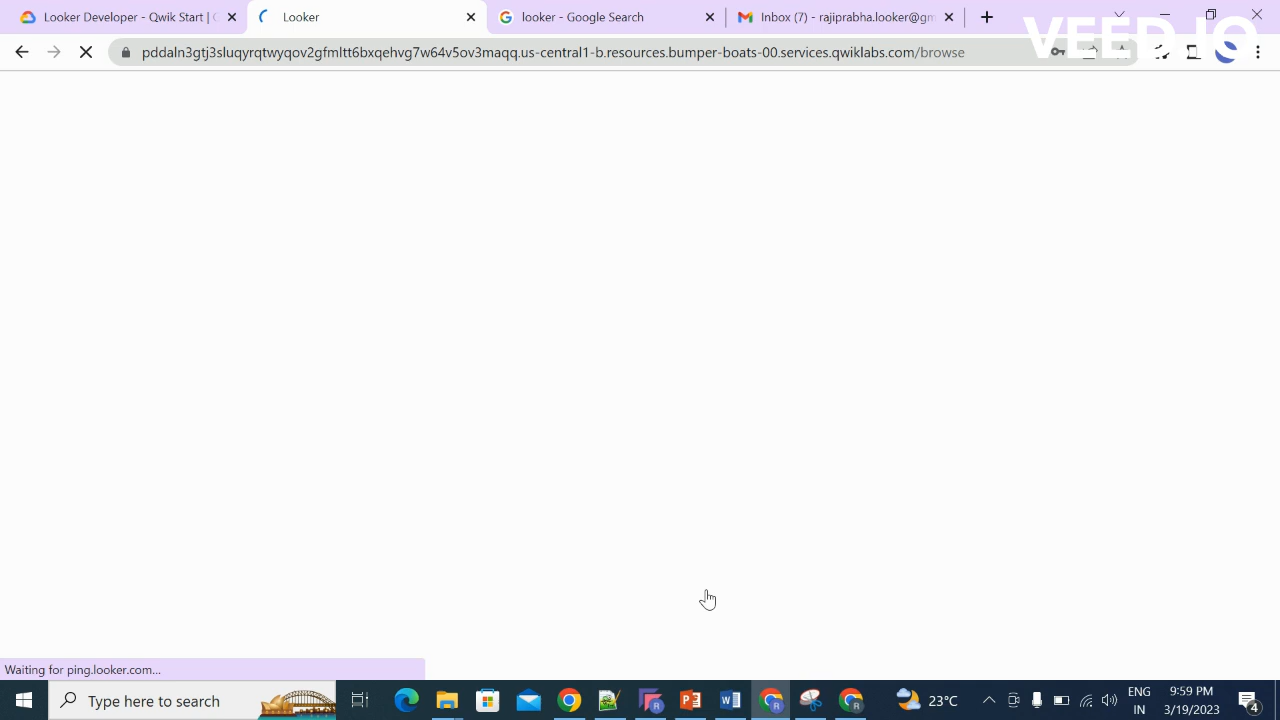 Looker Developer - Qwik Start | G
Looker
looker - Google Search
Inbox (7) - rajiprabha.looker@gm
VEED.IO
pddaln3gtj3sluqyrqtwyqov2gfmltt6bxqehvg7w64v5ov3maqq.us-central1-b.resources.bumper-boats-00.services.qwiklabs.com/browse
Waiting for ping.looker.com...
Type here to search
23°C
ENG
IN
9:59 PM
3/19/2023
4